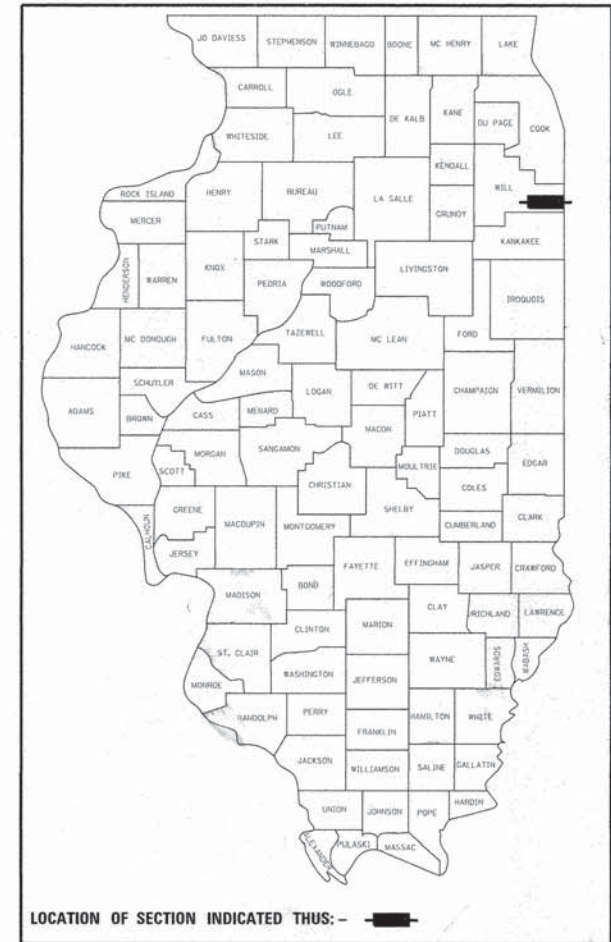 JO DAVIESS STEPHENSON WINNEBAGO BOONE MC HENRY LAKE
CARROLL OGLE DE KALB KANE DU PAGE COOK
WHITESIDE LEE KENDALL WILL
ROCK ISLAND HENRY BUREAU LA SALLE GRUNDY
MERCER PUTNAM KANKAKEE
HENDERSON WARREN KNOX STARK MARSHALL LIVINGSTON
PEORIA WOODFORD IROQUOIS
HANCOCK MC DONOUGH FULTON TAZEWELL MC LEAN FORD
SCHUYLER MASON LOGAN DE WITT CHAMPAIGN VERMILION
ADAMS BROWN CASS MENARD MACON PIATT
PIKE SCOTT MORGAN SANGAMON MOULTRIE DOUGLAS EDGAR
CHRISTIAN COLES
CALHOUN GREENE MACOUPIN MONTGOMERY SHELBY CUMBERLAND CLARK
JERSEY FAYETTE EFFINGHAM JASPER CRAWFORD
MADISON BOND CLAY RICHLAND LAWRENCE
CLINTON MARION
ST. CLAIR WASHINGTON JEFFERSON WAYNE EDWARDS WABASH
MONROE
RANDOLPH PERRY FRANKLIN HAMILTON WHITE
JACKSON WILLIAMSON SALINE GALLATIN
UNION JOHNSON POPE HARDIN
ALEXANDER PULASKI MASSAC
LOCATION OF SECTION INDICATED THUS: -